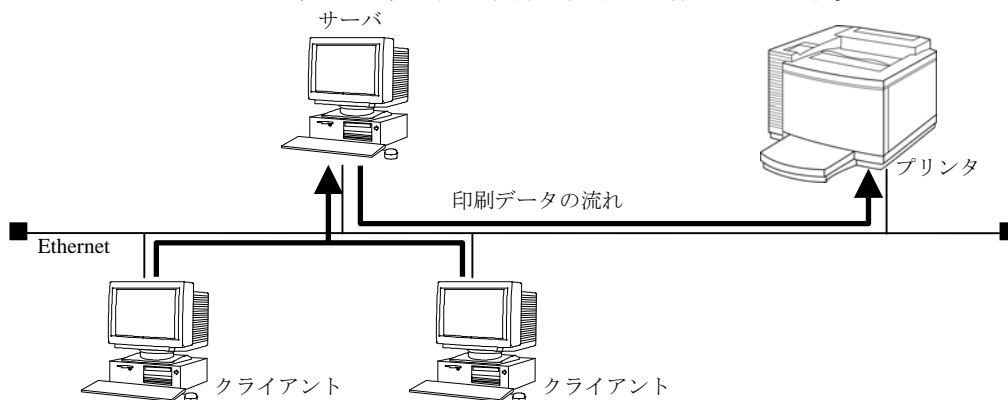 サーバ
プリンタ
印刷データの流れ
Ethernet
クライアント
クライアント